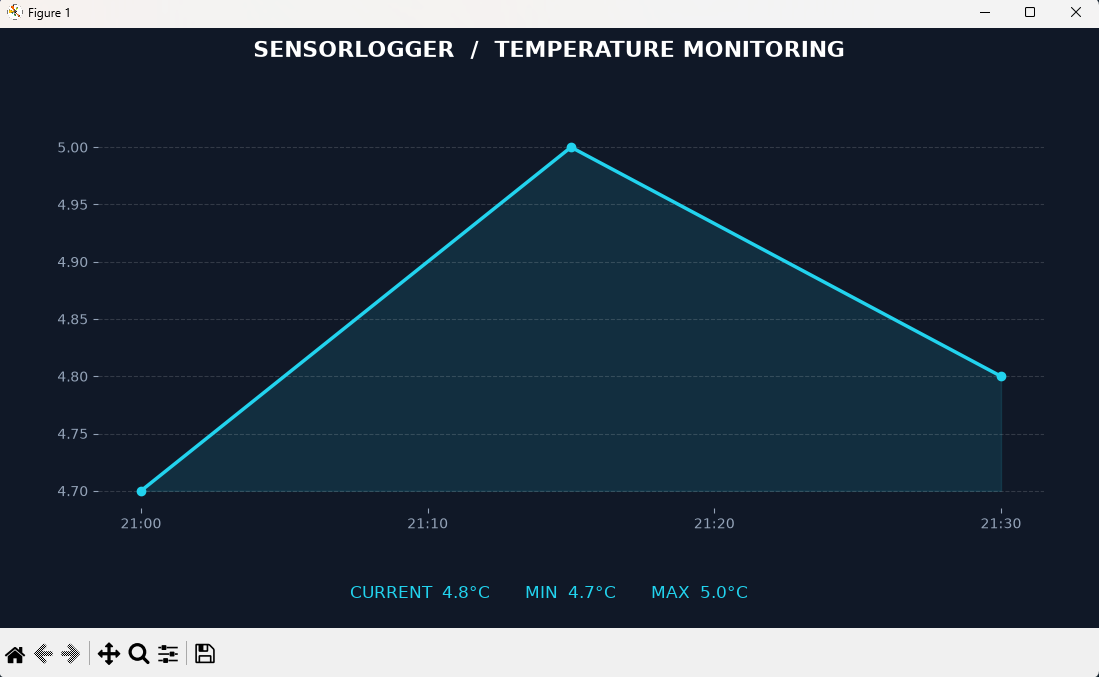 Figure 1
SENSORLOGGER / TEMPERATURE MONITORING
5.00
4.95
4.90
4.85
4.80
4.75
4.70
21:00 21:10 21:20 21:30
CURRENT 4.8°C MIN 4.7°C MAX 5.0°C